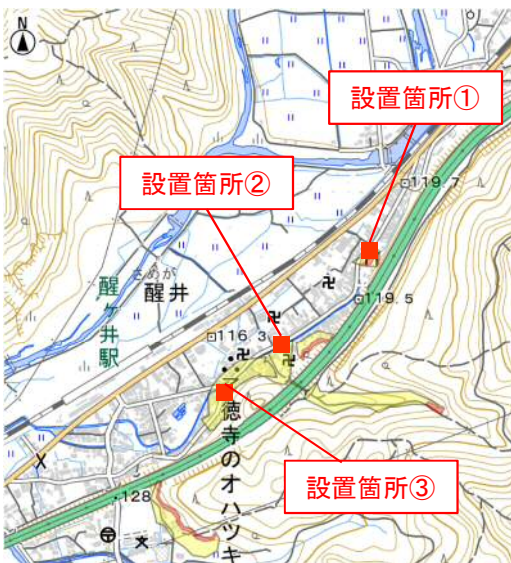 N
設置箇所①
119.7
設置箇所②
さめが
醒井
119.5
醒ケ井駅
116.3
徳寺のオハツキ
設置箇所③
128